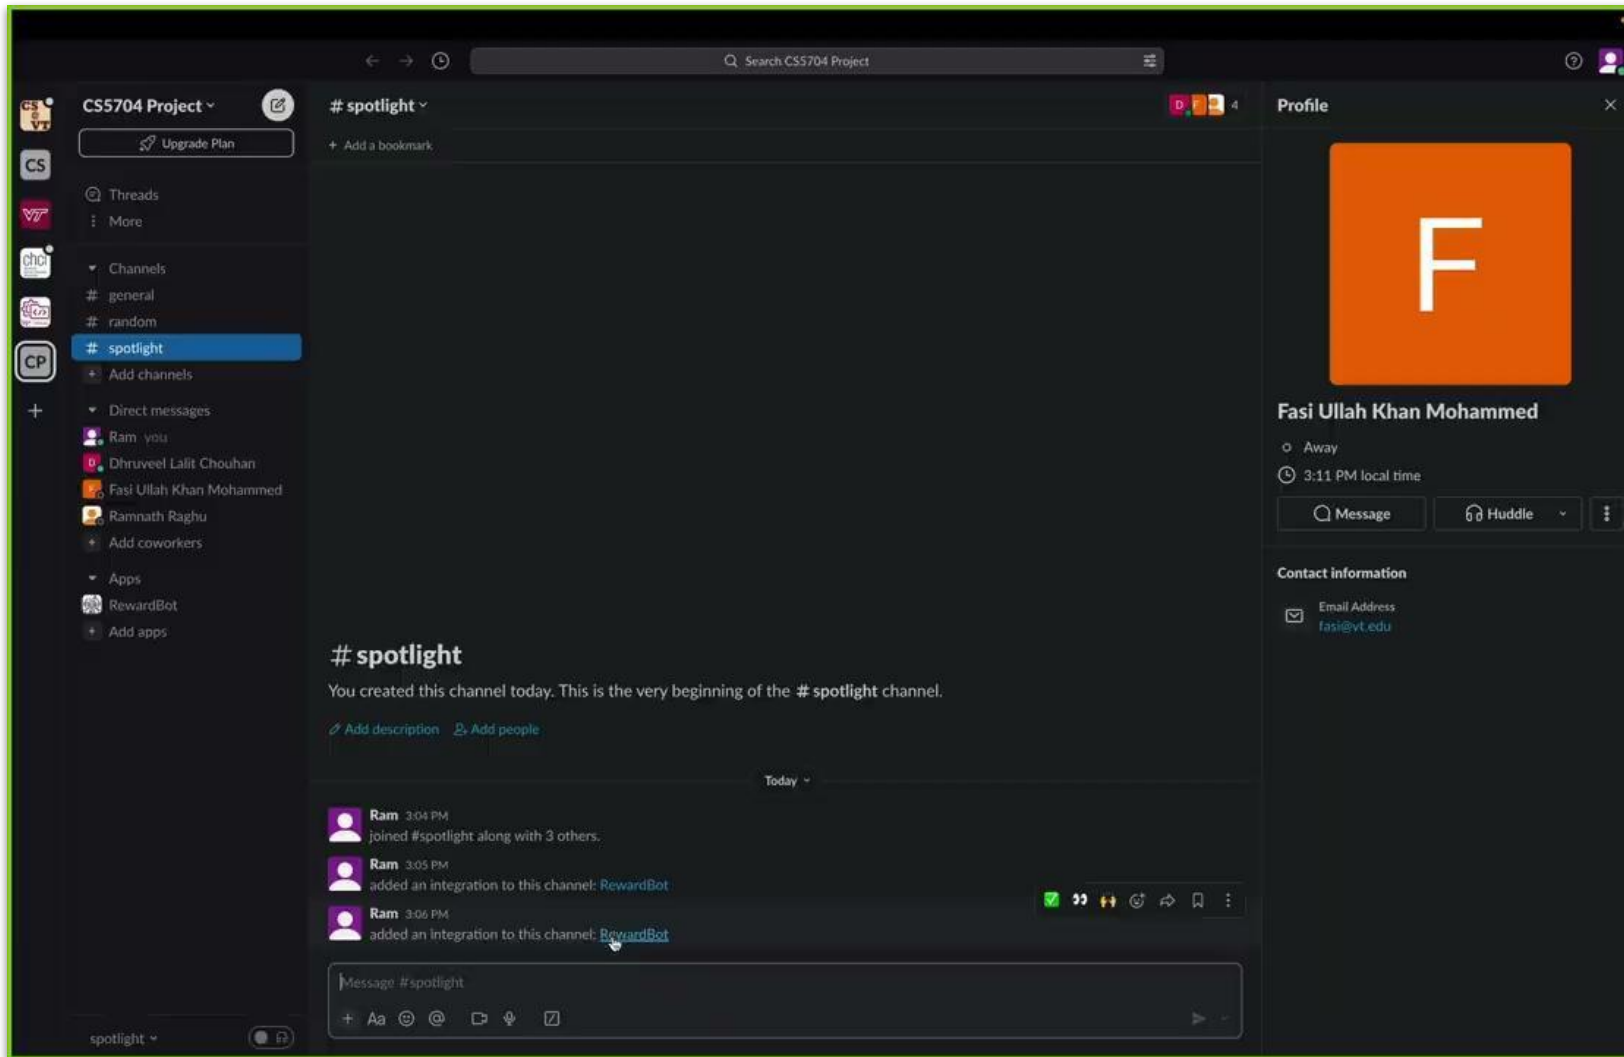 Search CS5704 Project
CS
@
VT
CS
VT
chci
CP
CS5704 Project
Upgrade Plan
Threads
More
Channels
# general
# random
# spotlight
+ Add channels
Direct messages
Ram you
D Dhruveel Lalit Chouhan
F Fasi Ullah Khan Mohammed
Ramnath Raghu
+ Add coworkers
Apps
RewardBot
+ Add apps
spotlight
# spotlight
D F 4
+ Add a bookmark
# spotlight
You created this channel today. This is the very beginning of the # spotlight channel.
Add description Add people
Today
Ram 3:04 PM
joined #spotlight along with 3 others.
Ram 3:05 PM
added an integration to this channel: RewardBot
Ram 3:06 PM
added an integration to this channel: RewardBot
Message #spotlight
+ Aa @
Profile
F
Fasi Ullah Khan Mohammed
Away
3:11 PM local time
Message Huddle
Contact information
Email Address
fasi@vt.edu